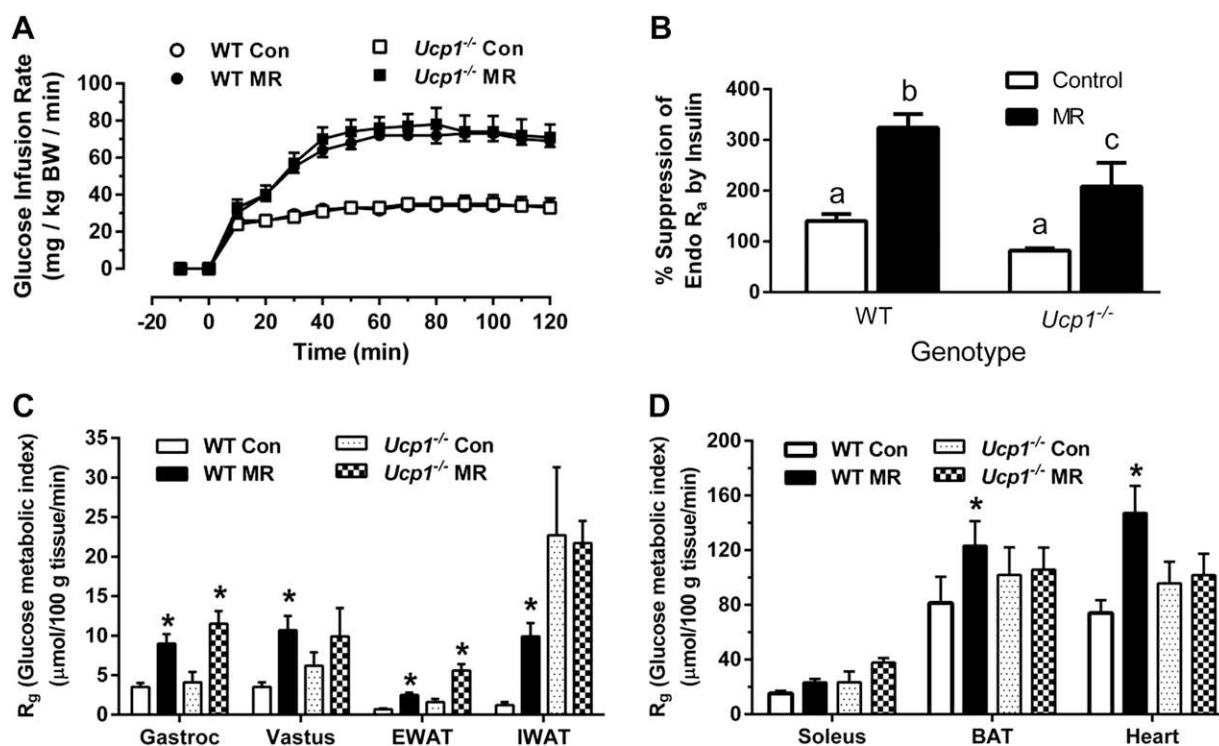 A
WT Con
Ucp1-/- Con
WT MR
Ucp1-/- MR
Glucose Infusion Rate
(mg / kg BW / min)
100
80
60
40
20
0
-20 0 20 40 60 80 100 120
Time (min)
B
Control
MR
% Suppression of
Endo Ra by Insulin
400
300
200
100
0
a
b
a
c
WT
Ucp1-/-
Genotype
C
WT Con
Ucp1-/- Con
WT MR
Ucp1-/- MR
Rg (Glucose metabolic index)
(μmol/100 g tissue/min)
35
30
25
20
15
10
5
0
* * * * * *
Gastroc Vastus EWAT IWAT
D
WT Con
Ucp1-/- Con
WT MR
Ucp1-/- MR
Rg (Glucose metabolic index)
(μmol/100 g tissue/min)
200
160
120
80
40
0
* *
Soleus BAT Heart